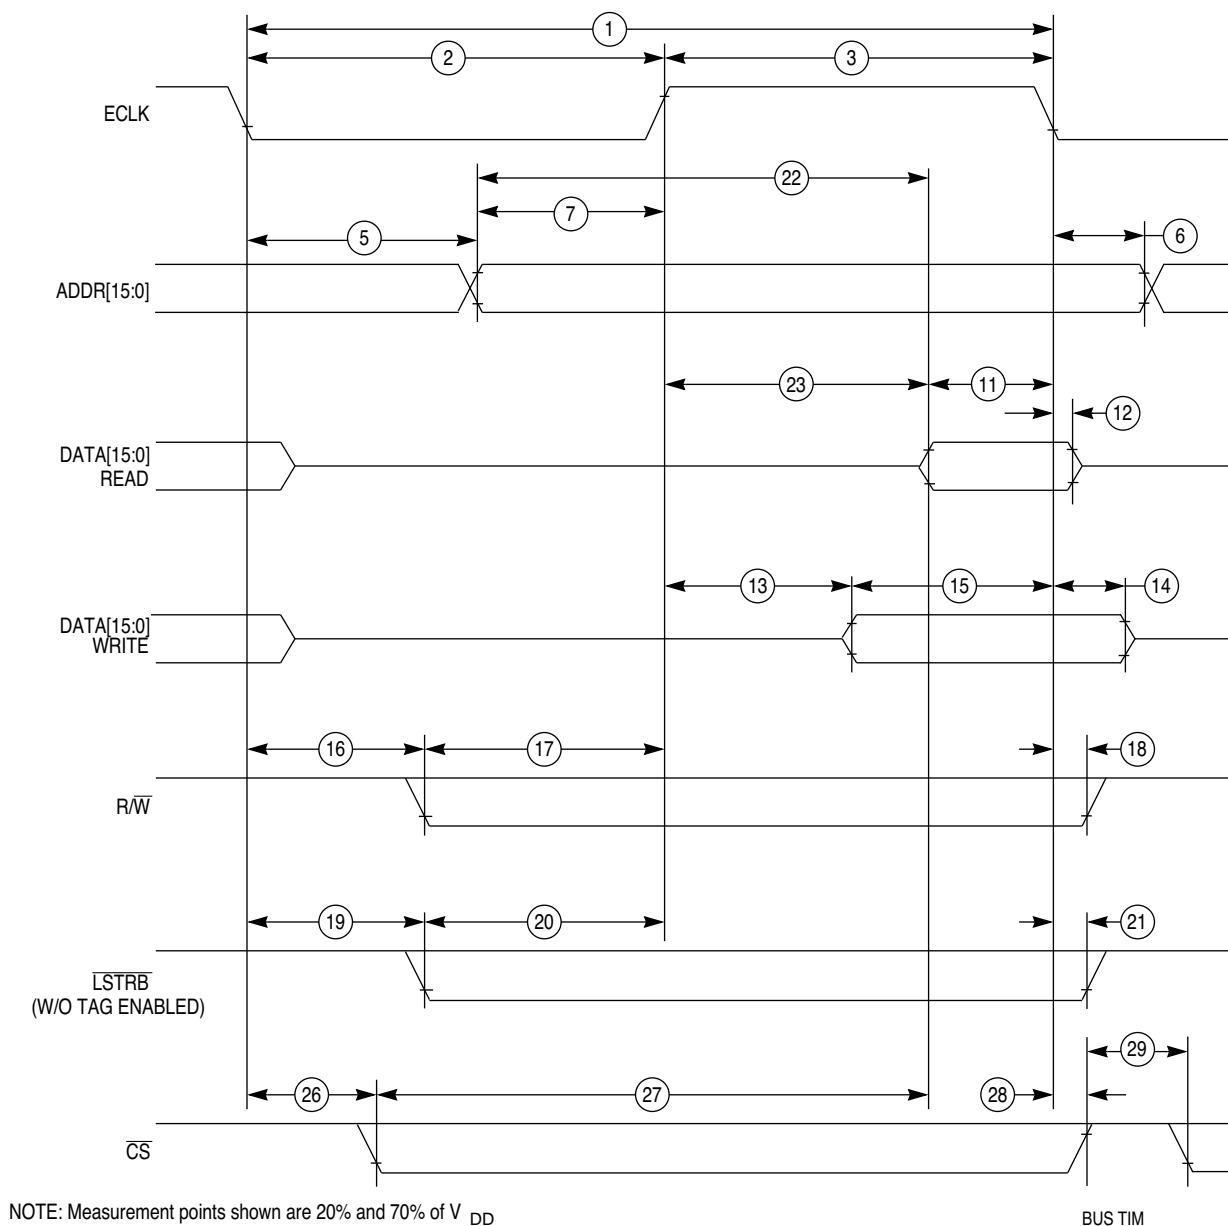 1
2
3
ECLK
22
7
5
6
ADDR[15:0]
23
11
12
DATA[15:0]
READ
13
15
14
DATA[15:0]
WRITE
16
17
18
R/W̅
19
20
21
L̅S̅T̅R̅B̅
(W/O TAG ENABLED)
29
26
27
28
C̅S̅
NOTE: Measurement points shown are 20% and 70% of V DD
BUS TIM